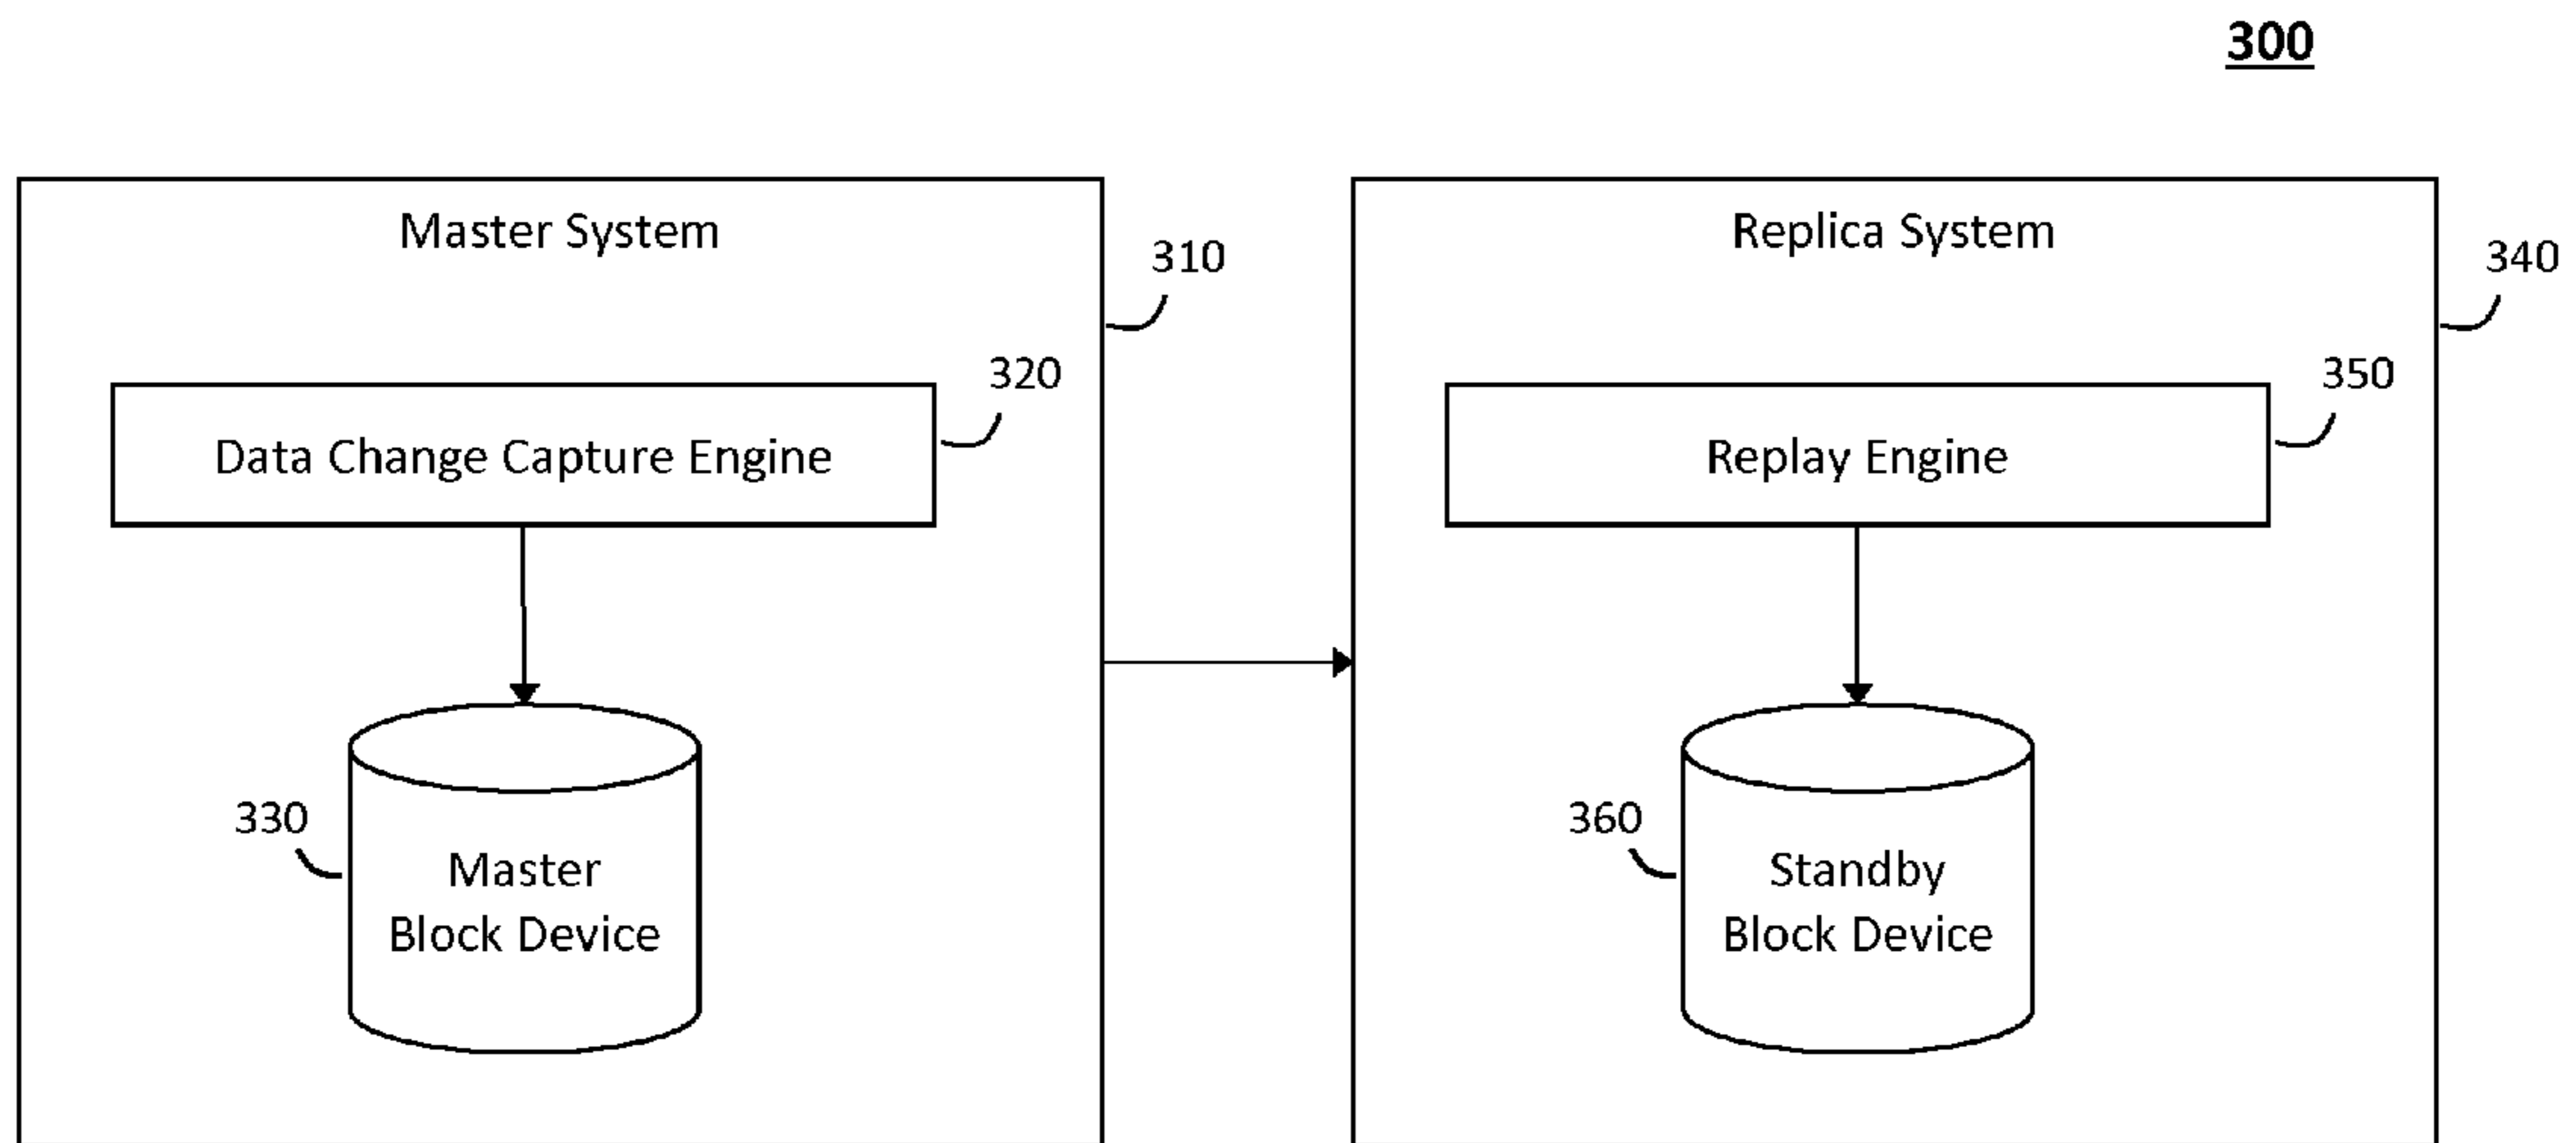 300
Master System
310
320
Data Change Capture Engine
330
Master
Block Device
Replica System
340
350
Replay Engine
360
Standby
Block Device